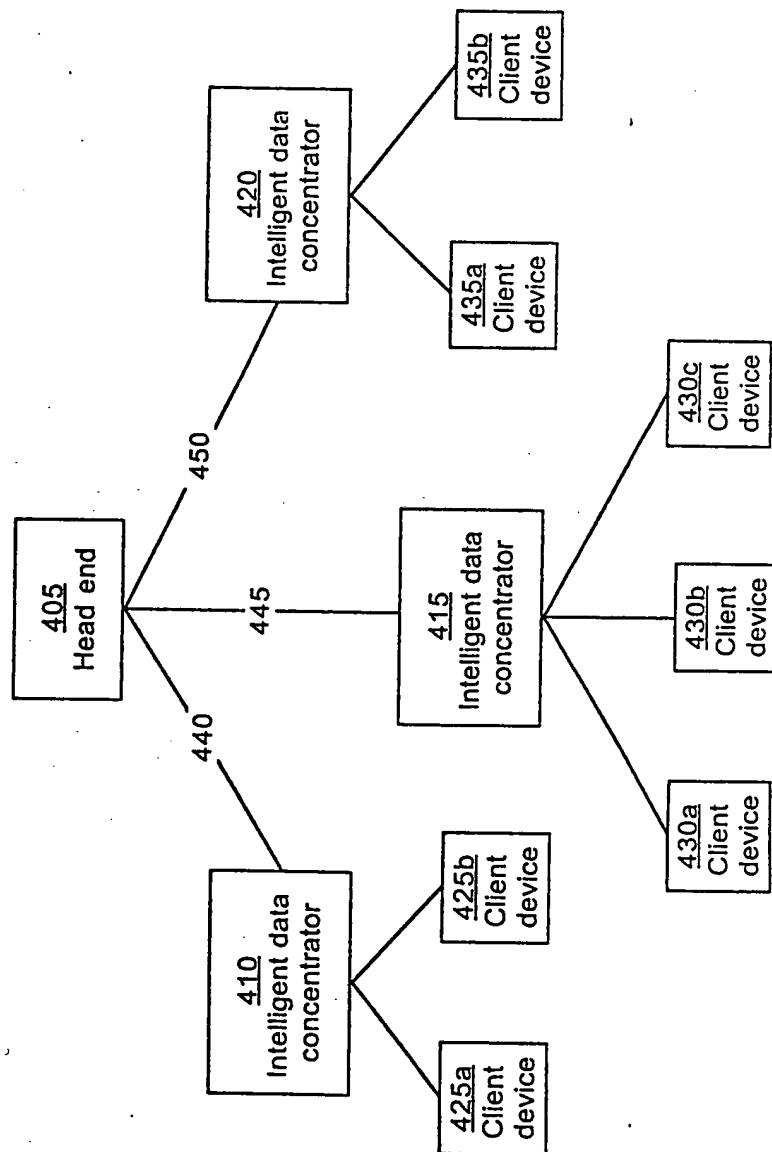 405
Head end
440
445
450
410
Intelligent data
concentrator
415
Intelligent data
concentrator
420
Intelligent data
concentrator
425a
Client
device
425b
Client
device
430a
Client
device
430b
Client
device
430c
Client
device
435a
Client
device
435b
Client
device